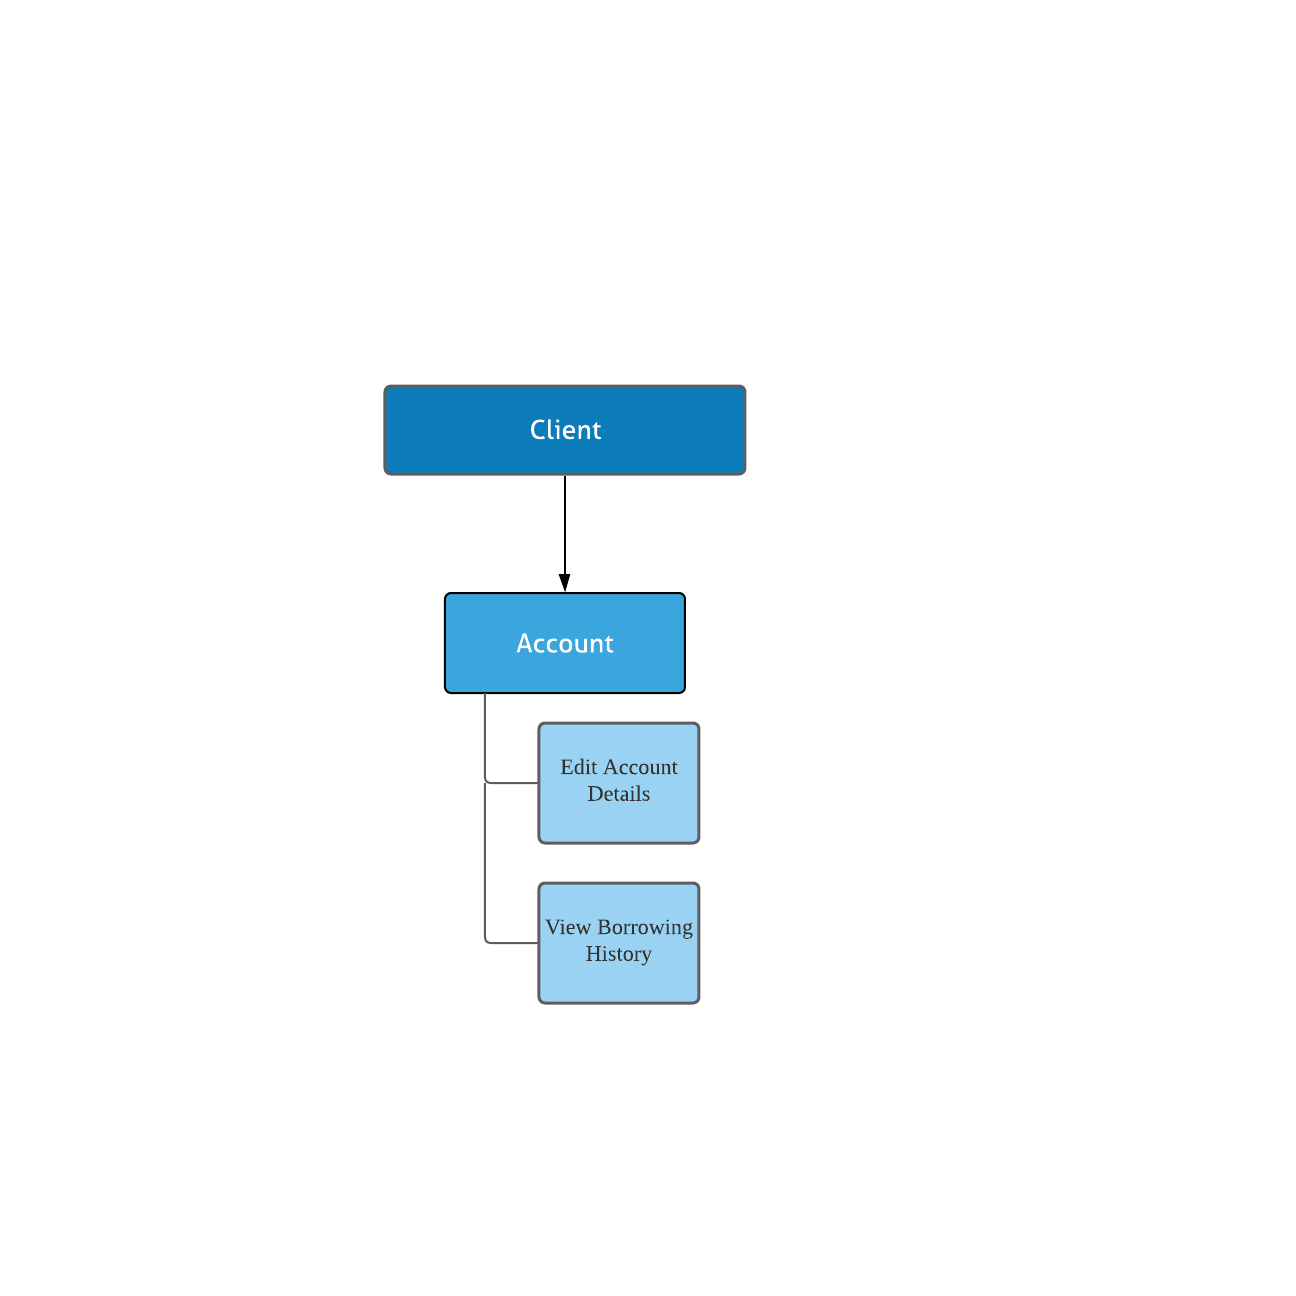 Client
Account
Edit Account
Details
View Borrowing
History